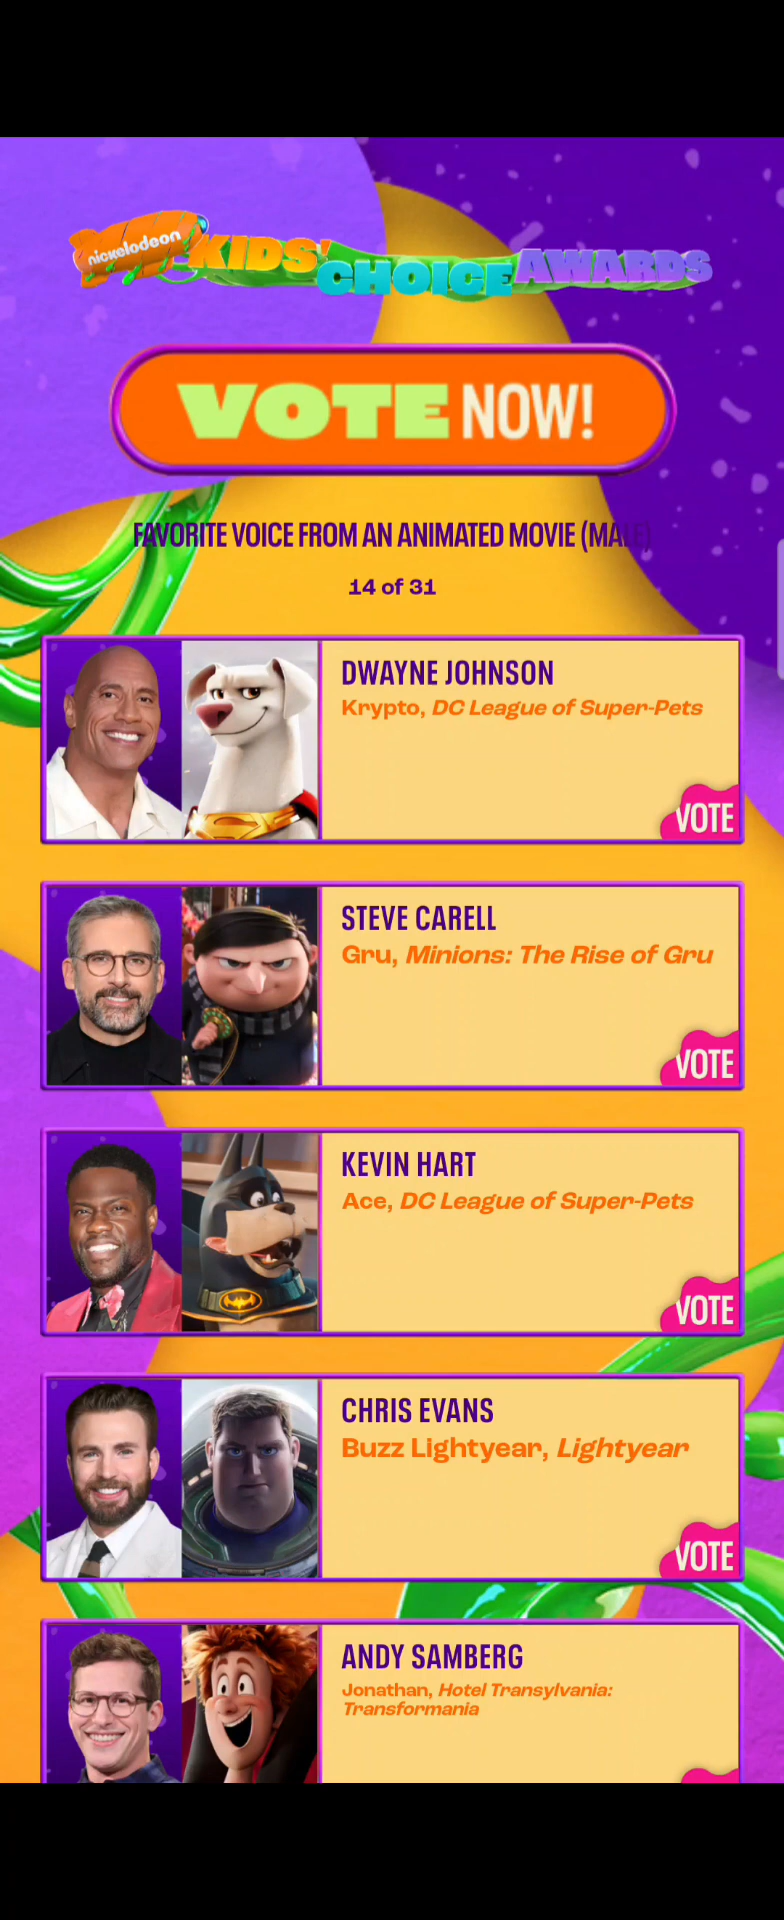 nickelodeon KIDS' CHOICE AWARDS
VOTE NOW!
FAVORITE VOICE FROM AN ANIMATED MOVIE (MALE)
14 of 31
DWAYNE JOHNSON
Krypto, DC League of Super-Pets
VOTE
STEVE CARELL
Gru, Minions: The Rise of Gru
VOTE
KEVIN HART
Ace, DC League of Super-Pets
VOTE
CHRIS EVANS
Buzz Lightyear, Lightyear
VOTE
ANDY SAMBERG
Jonathan, Hotel Transylvania:
Transformania